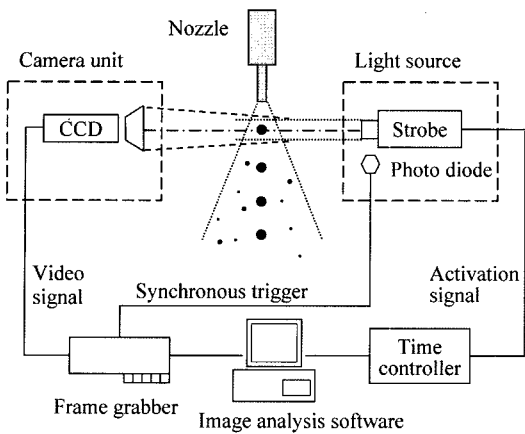 Nozzle
Camera unit
Light source
CCD
Strobe
Photo diode
Video
signal
Synchronous trigger
Activation
signal
Time
controller
Frame grabber
Image analysis software